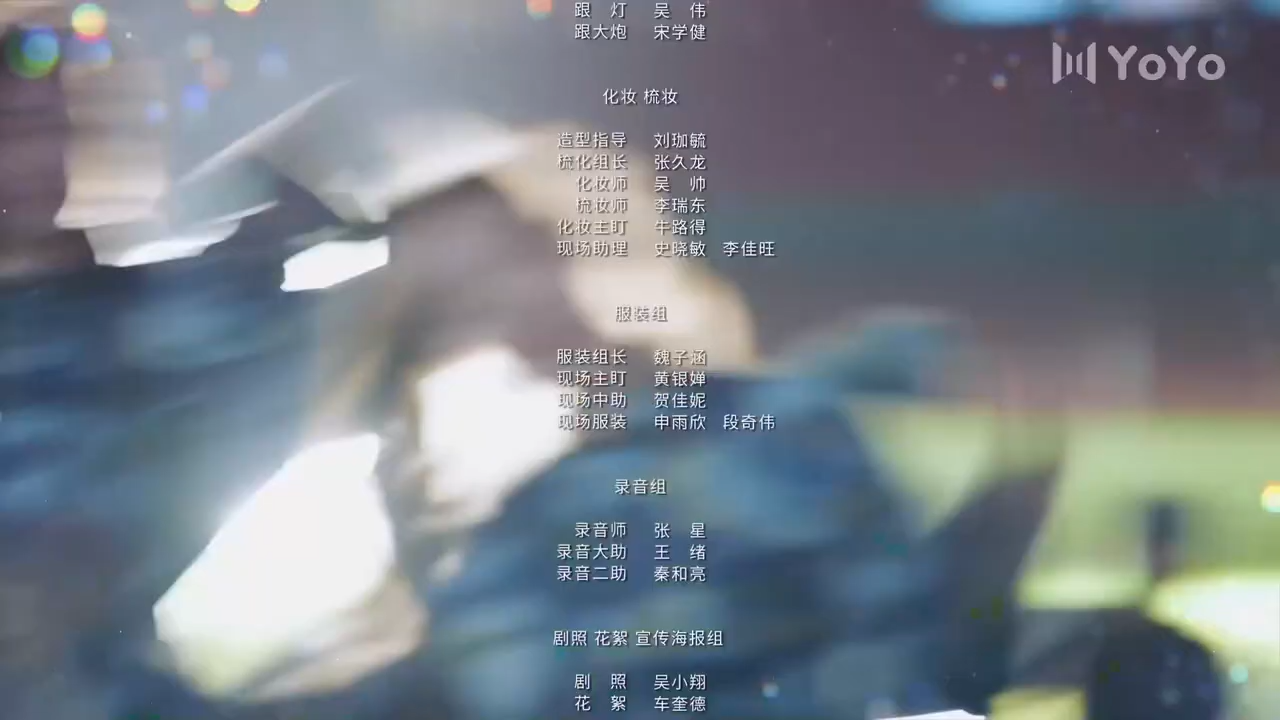 跟 灯 吴 伟
跟大炮 宋学健
YoYo
化妆 梳妆
造型指导 刘珈毓
梳化组长 张久龙
化妆师 吴 帅
梳妆师 李瑞东
化妆主盯 牛路得
现场助理 史晓敏 李佳旺
服装组
服装组长 魏子涵
现场主盯 黄银婵
现场中助 贺佳妮
现场服装 申雨欣 段奇伟
录音组
录音师 张 星
录音大助 王 绪
录音二助 秦和亮
剧照 花絮 宣传海报组
剧 照 吴小翔
花 絮 车奎德